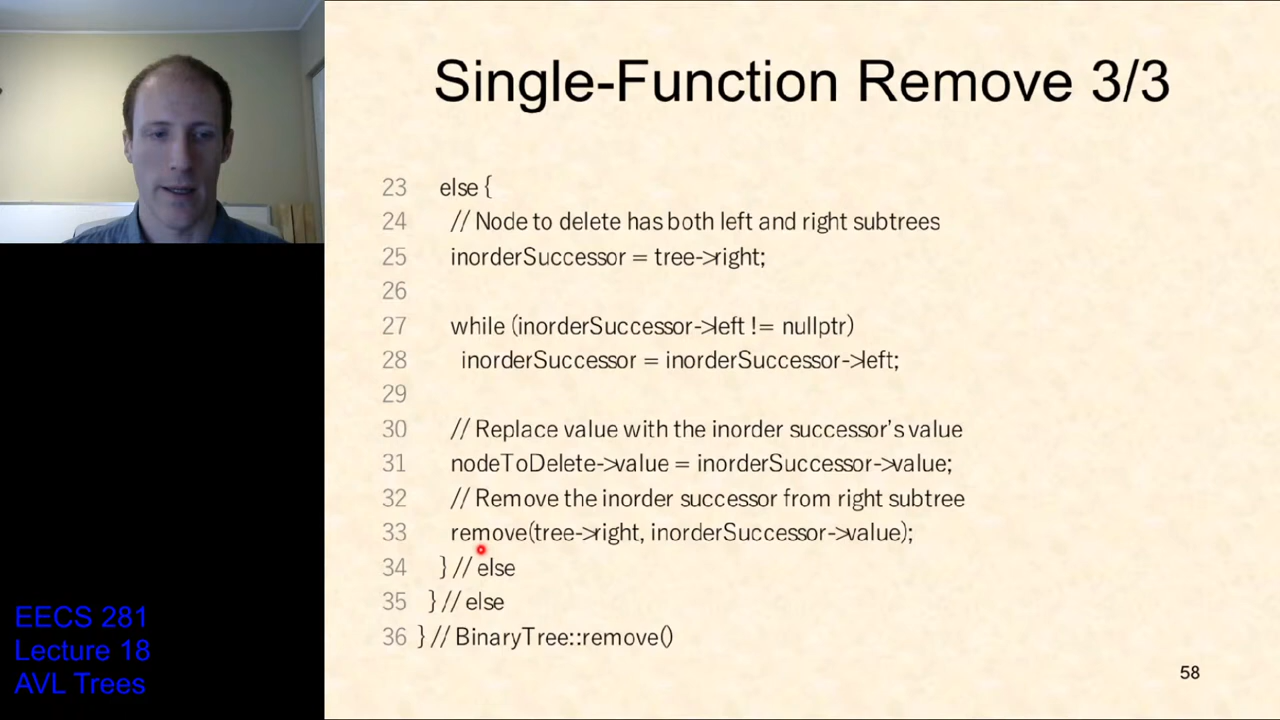 Single-Function Remove 3/3
23 else {
24 // Node to delete has both left and right subtrees
25 inorderSuccessor = tree->right;
26
27 while (inorderSuccessor->left != nullptr)
28 inorderSuccessor = inorderSuccessor->left;
29
30 // Replace value with the inorder successor's value
31 nodeToDelete->value = inorderSuccessor->value;
32 // Remove the inorder successor from right subtree
33 remove(tree->right, inorderSuccessor->value);
34 } // else
35 } // else
36 } // BinaryTree::remove()
EECS 281
Lecture 18
AVL Trees
58